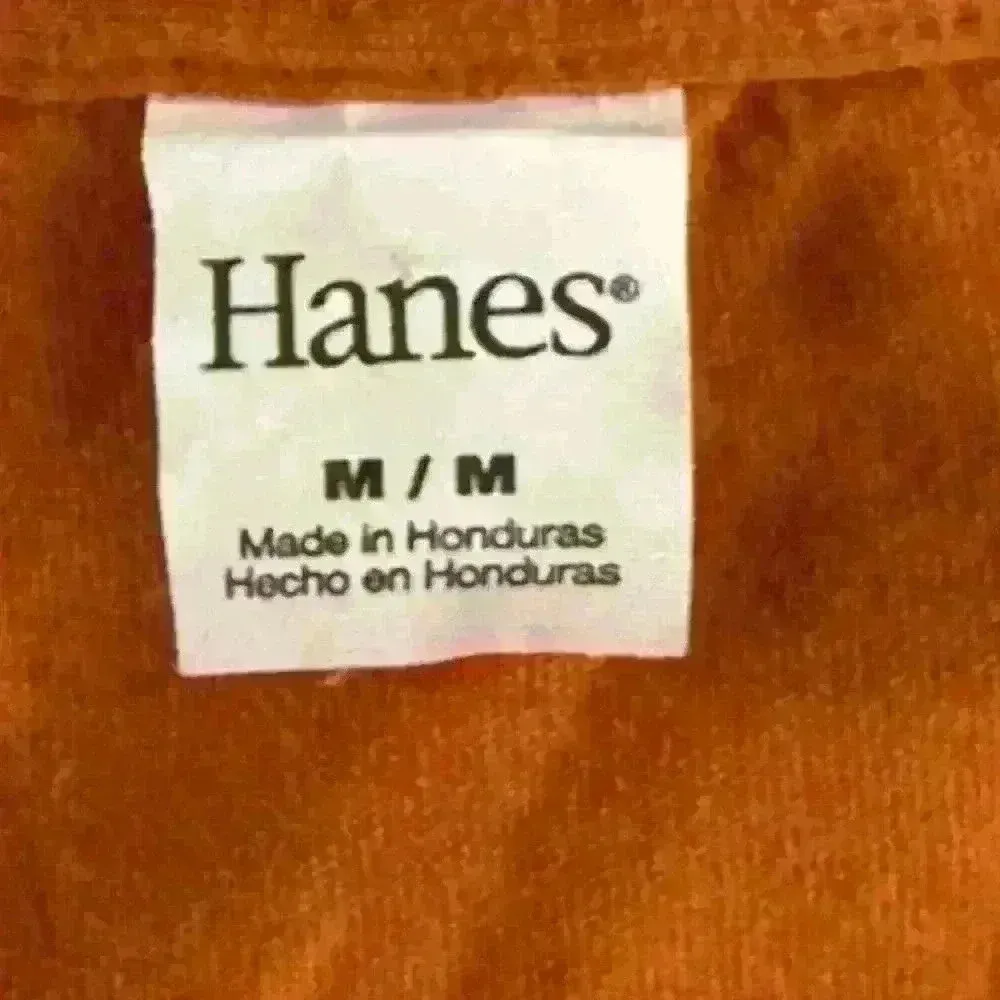 Hanes®
M / M
Made in Honduras
Hecho en Honduras